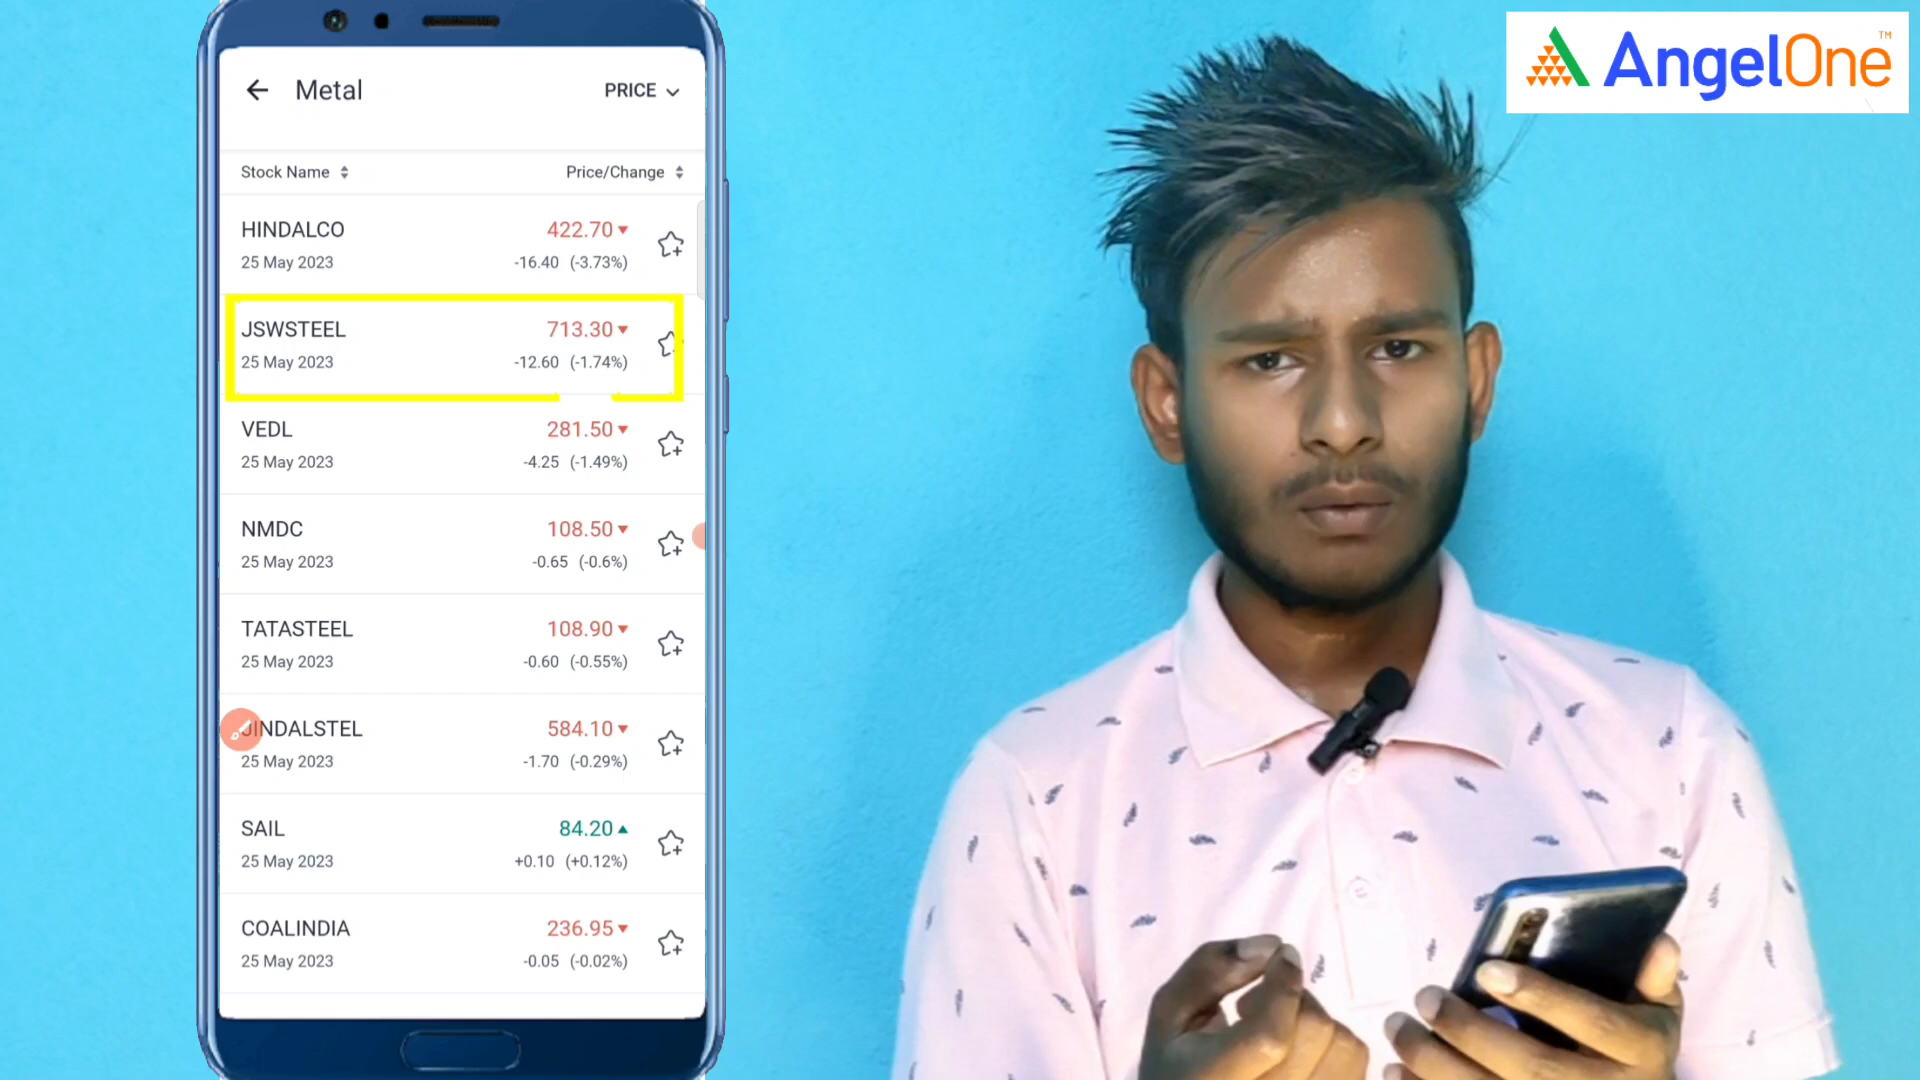 Metal
PRICE
Stock Name Price/Change
HINDALCO 422.70
25 May 2023 -16.40 (-3.73%)
JSWSTEEL 713.30
25 May 2023 -12.60 (-1.74%)
VEDL 281.50
25 May 2023 -4.25 (-1.49%)
NMDC 108.50
25 May 2023 -0.65 (-0.6%)
TATASTEEL 108.90
25 May 2023 -0.60 (-0.55%)
JINDALSTEL 584.10
25 May 2023 -1.70 (-0.29%)
SAIL 84.20
25 May 2023 +0.10 (+0.12%)
COALINDIA 236.95
25 May 2023 -0.05 (-0.02%)
AngelOne™